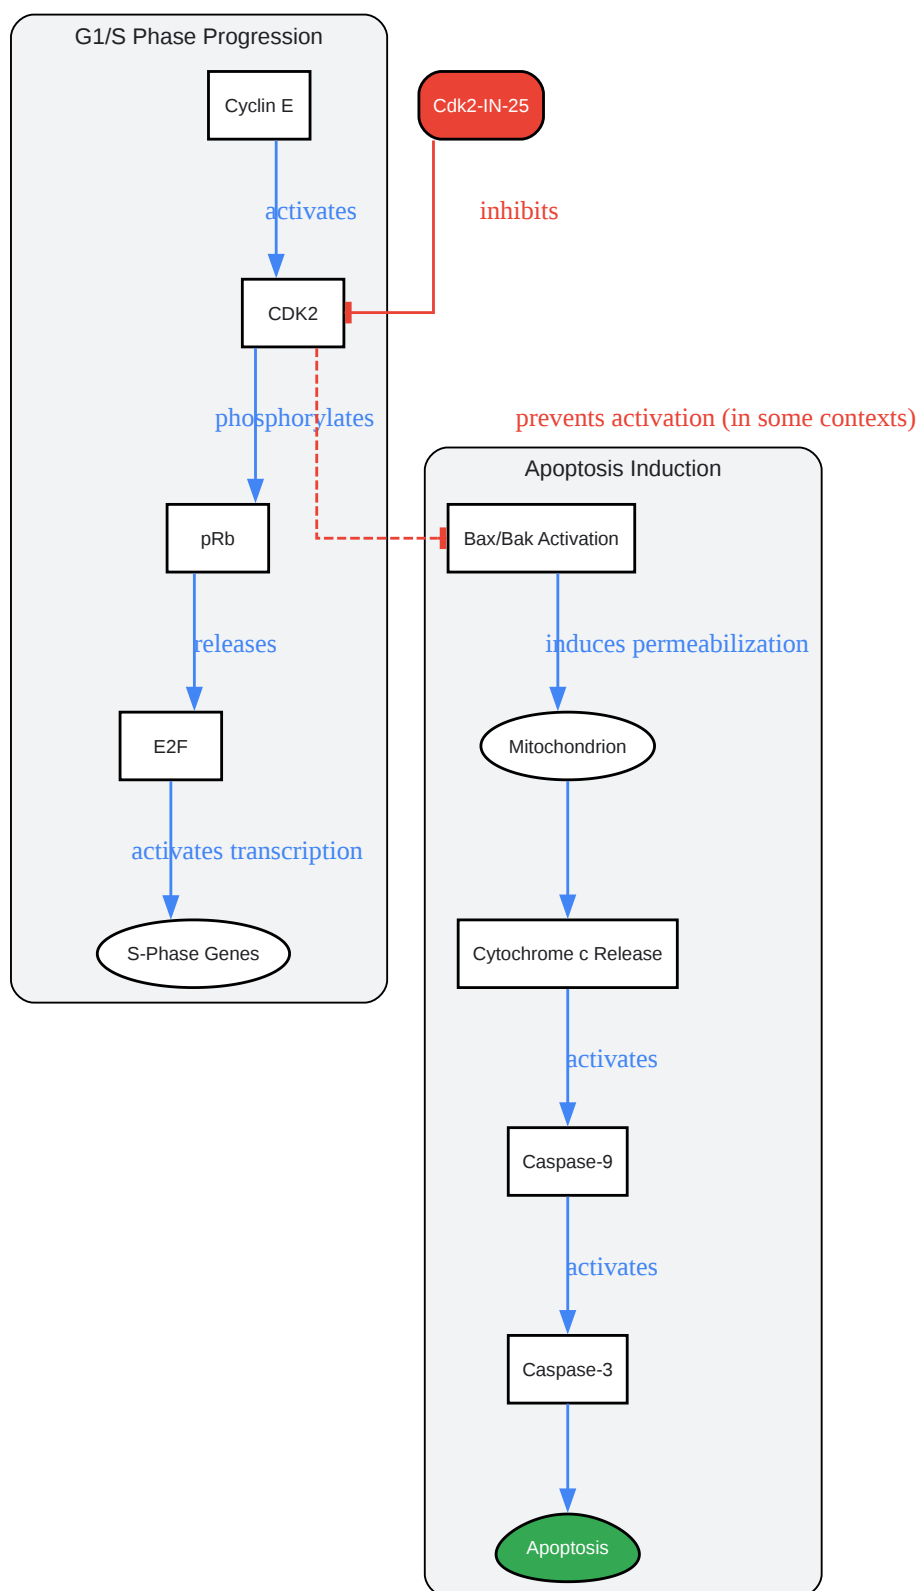 G1/S Phase Progression
Cyclin E
Cdk2-IN-25
activates
inhibits
CDK2
phosphorylates
prevents activation (in some contexts)
Apoptosis Induction
pRb
Bax/Bak Activation
releases
induces permeabilization
E2F
Mitochondrion
activates transcription
S-Phase Genes
Cytochrome c Release
activates
Caspase-9
activates
Caspase-3
Apoptosis